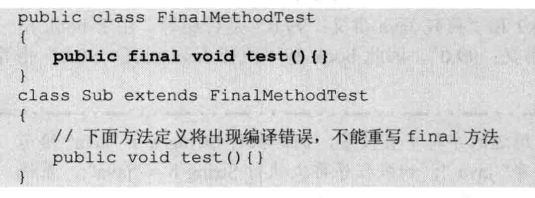 public class FinalMethodTest
{
    public final void test(){}
}
class Sub extends FinalMethodTest
{
    // 下面方法定义将出现编译错误，不能重写 final 方法
    public void test(){}
}